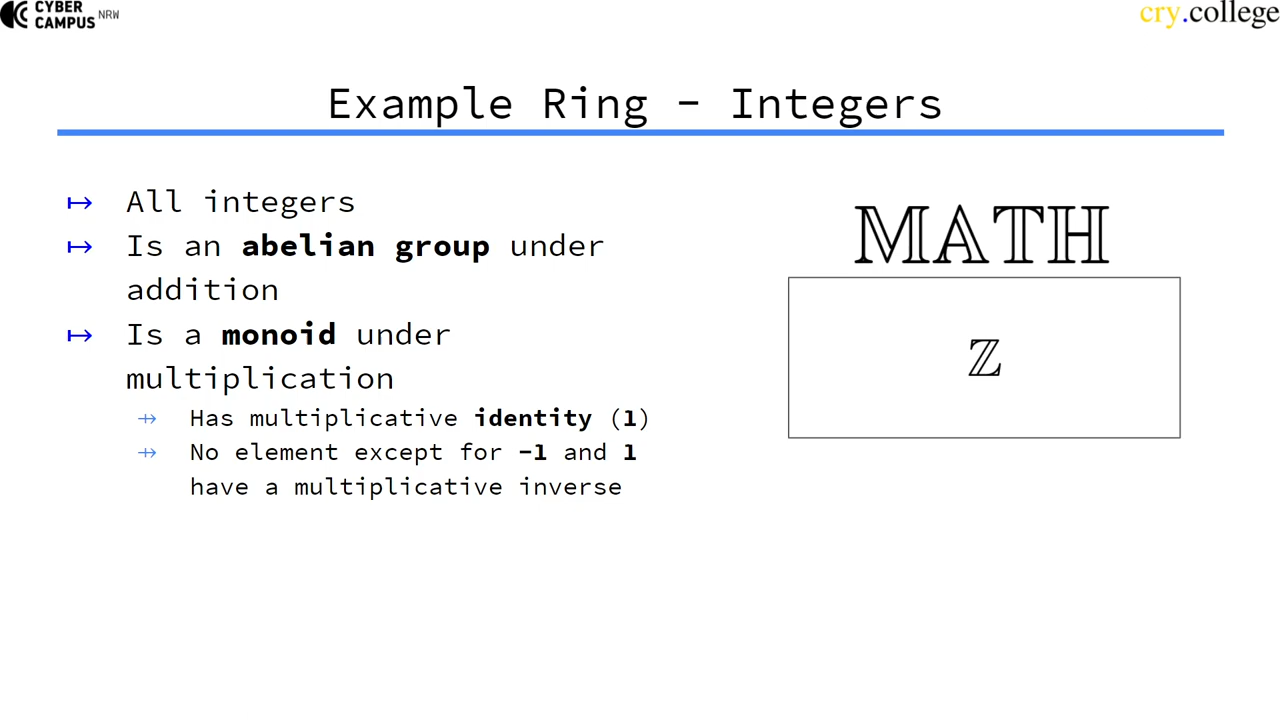 CYBER
CAMPUS NRW
cry.college
Example Ring - Integers
↦ All integers
↦ Is an abelian group under
addition
↦ Is a monoid under
multiplication
⇸ Has multiplicative identity (1)
⇸ No element except for -1 and 1
have a multiplicative inverse
MATH
ℤ